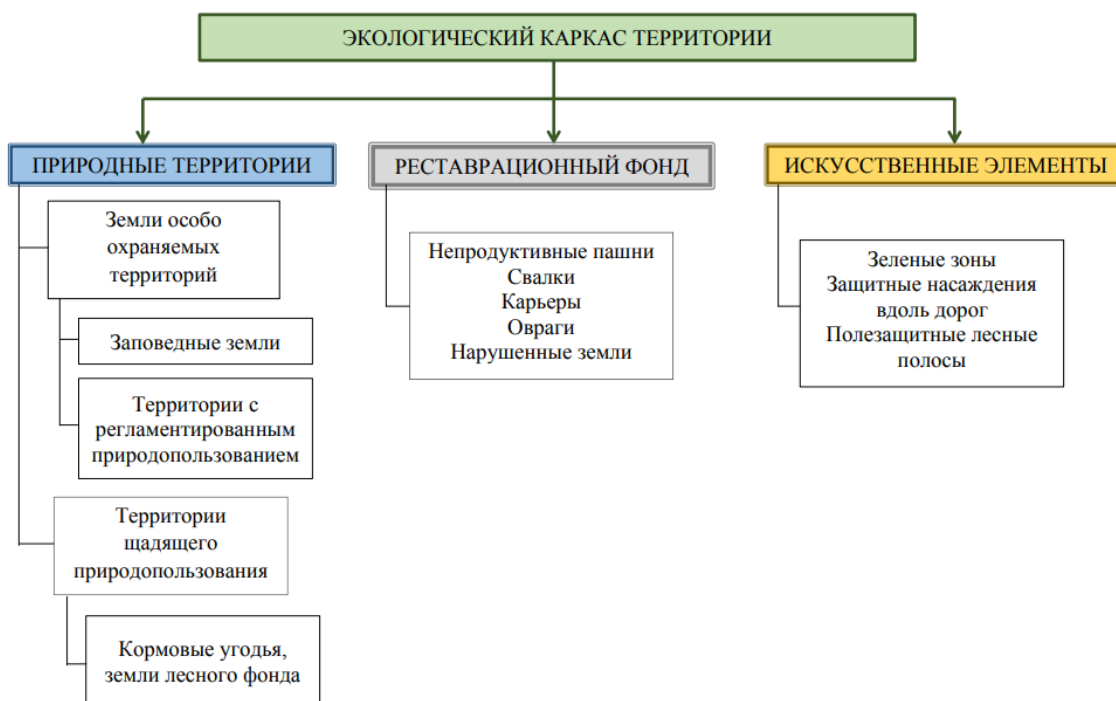 ЭКОЛОГИЧЕСКИЙ КАРКАС ТЕРРИТОРИИ
ПРИРОДНЫЕ ТЕРРИТОРИИ
Земли особо
охраняемых
территорий
Заповедные земли
Территории с
регламентированным
природопользованием
Территории
щадящего
природопользования
Кормовые угодья,
земли лесного фонда
РЕСТАВРАЦИОННЫЙ ФОНД
Непродуктивные пашни
Свалки
Карьеры
Овраги
Нарушенные земли
ИСКУССТВЕННЫЕ ЭЛЕМЕНТЫ
Зеленые зоны
Защитные насаждения
вдоль дорог
Полезащитные лесные
полосы